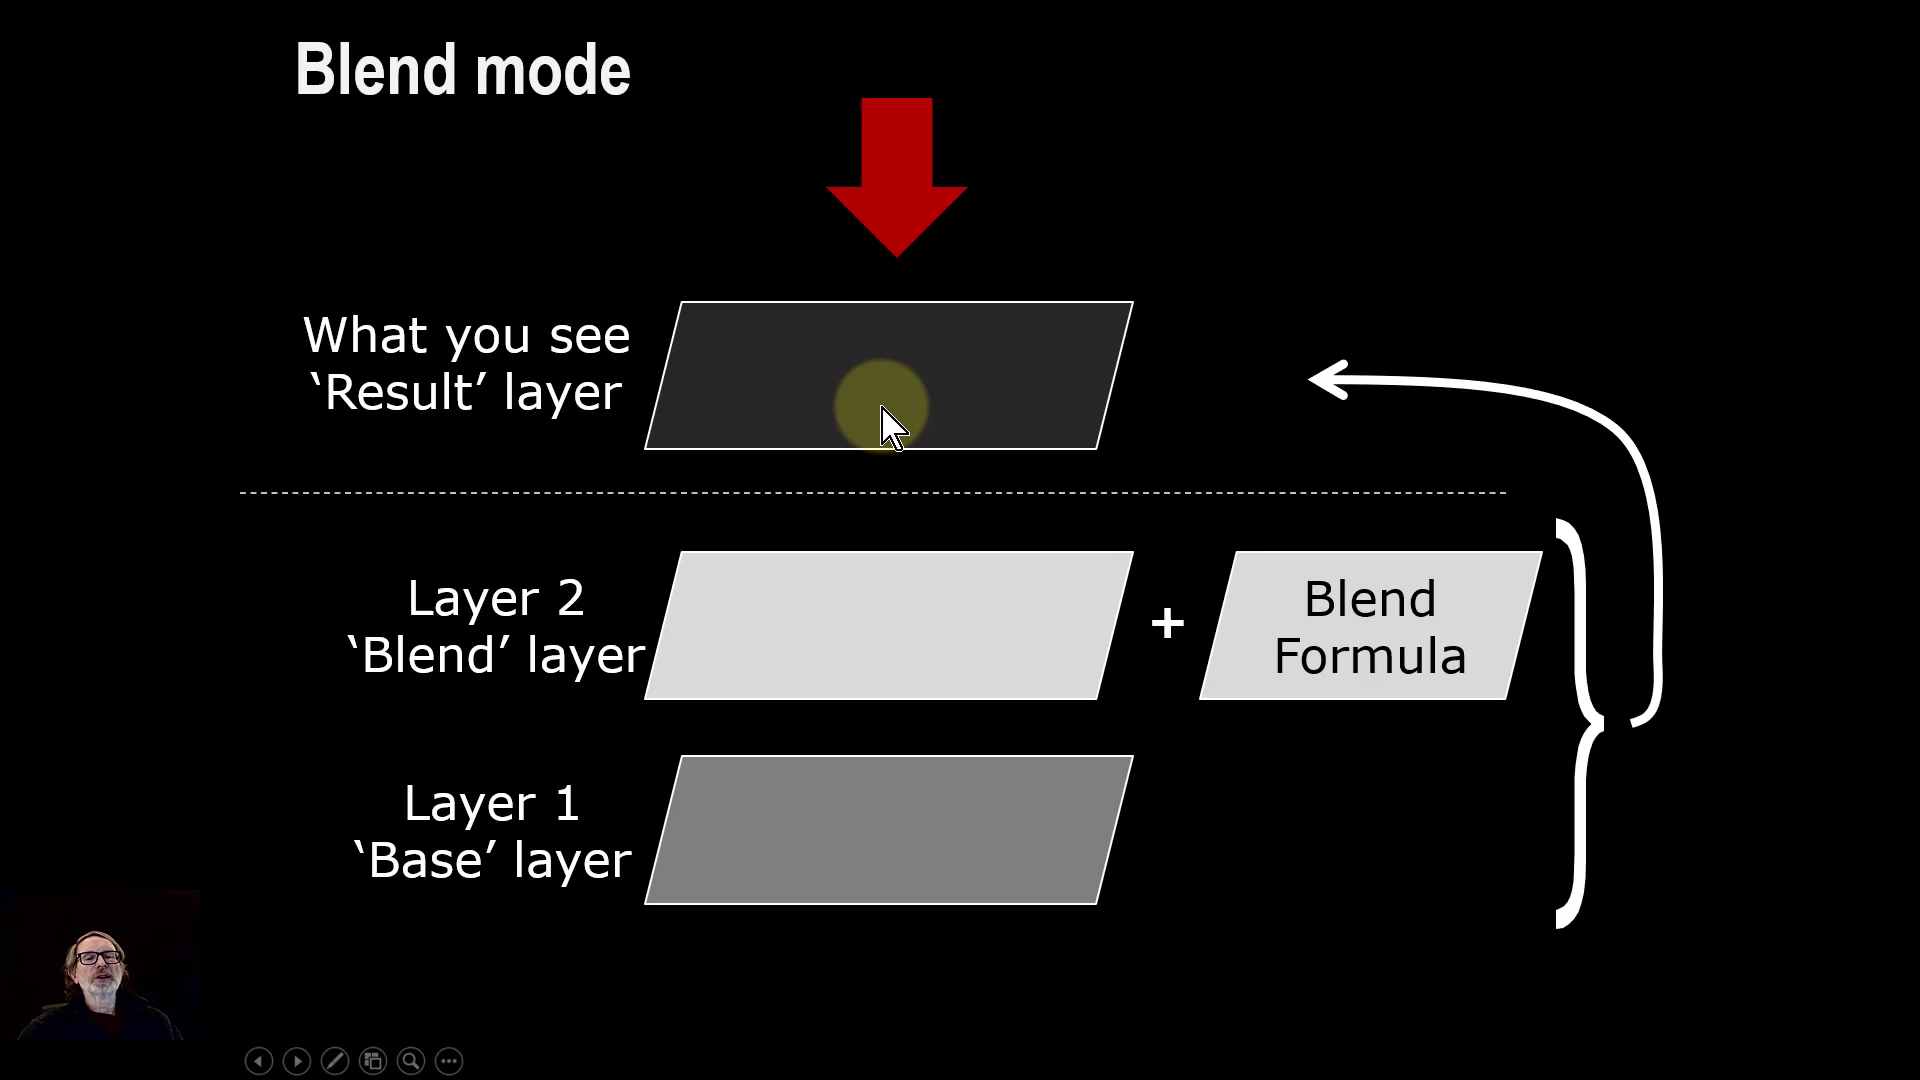 Blend mode
What you see
‘Result’ layer
Layer 2
‘Blend’ layer
+
Blend
Formula
Layer 1
‘Base’ layer